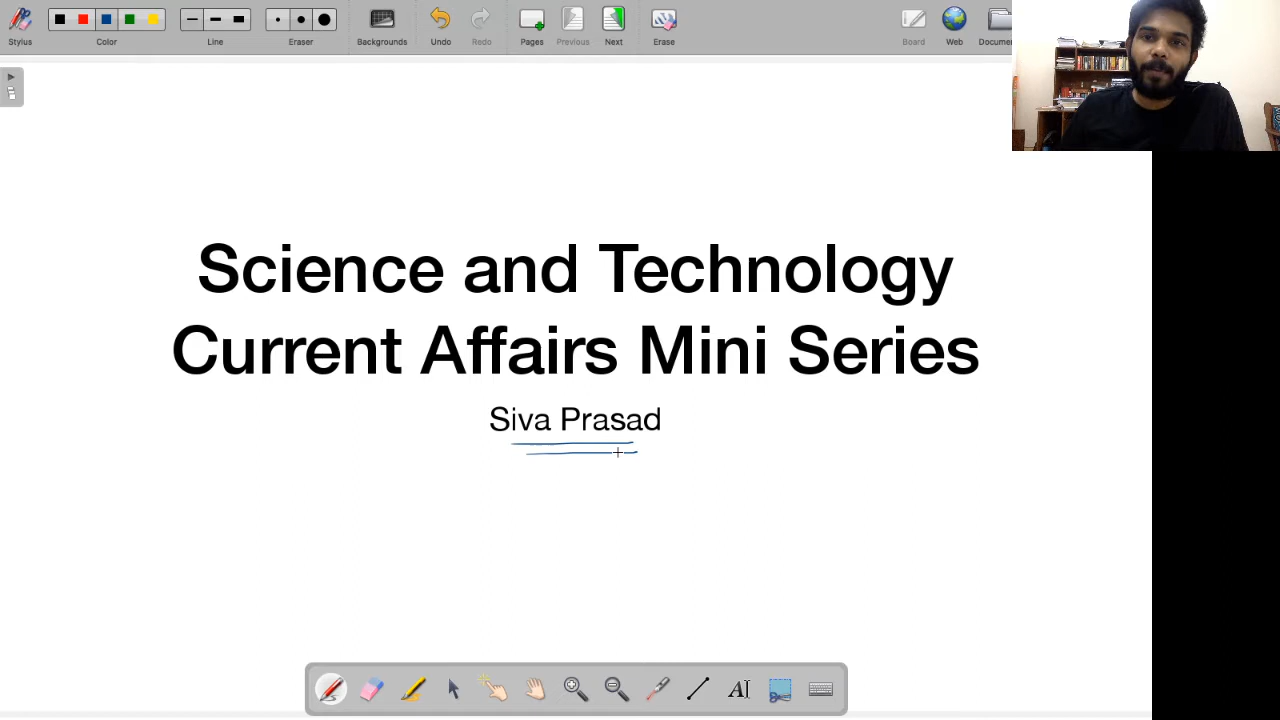 Stylus
Color
Line
Eraser
Backgrounds
Undo
Redo
Pages
Previous
Next
Erase
Board
Web
Docum
Science and Technology
Current Affairs Mini Series
Siva Prasad